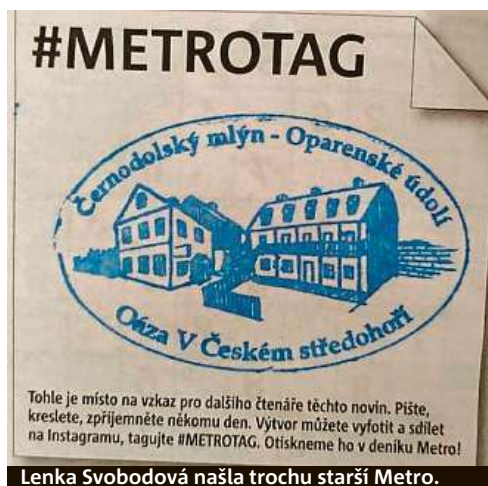 #METROTAG
Černodolský mlýn - Oparenské údolí
Oáza V Českém středohoří
Tohle je místo na vzkaz pro dalšího čtenáře těchto novin. Pište,
kreslete, zpříjemněte někomu den. Výtvor můžete vyfotit a sdílet
na Instagramu, tagujte #METROTAG. Otiskneme ho v deníku Metro!
Lenka Svobodová našla trochu starší Metro.